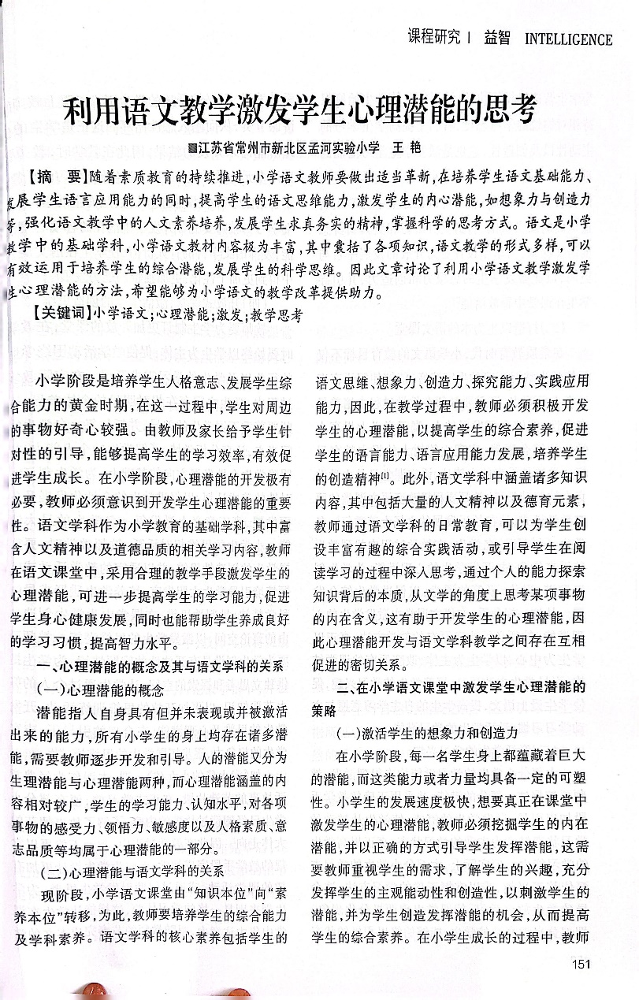 课程研究 | 益智 INTELLIGENCE
利用语文教学激发学生心理潜能的思考
■江苏省常州市新北区孟河实验小学 王 艳
【摘 要】随着素质教育的持续推进,小学语文教师要做出适当革新,在培养学生语文基础能力、
发展学生语言应用能力的同时,提高学生的语文思维能力,激发学生的内心潜能,如想象力与创造力
等,强化语文教学中的人文素养培养,发展学生求真务实的精神,掌握科学的思考方式。语文是小学
教学中的基础学科,小学语文教材内容极为丰富,其中囊括了各项知识,语文教学的形式多样,可以
有效运用于培养学生的综合潜能,发展学生的科学思维。因此文章讨论了利用小学语文教学激发学
生心理潜能的方法,希望能够为小学语文的教学改革提供助力。
【关键词】小学语文;心理潜能;激发;教学思考
小学阶段是培养学生人格意志、发展学生综
合能力的黄金时期,在这一过程中,学生对周边
的事物好奇心较强。由教师及家长给予学生针
对性的引导,能够提高学生的学习效率,有效促
进学生成长。在小学阶段,心理潜能的开发极有
必要,教师必须意识到开发学生心理潜能的重要
性。语文学科作为小学教育的基础学科,其中富
含人文精神以及道德品质的相关学习内容,教师
在语文课堂中,采用合理的教学手段激发学生的
心理潜能,可进一步提高学生的学习能力,促进
学生身心健康发展,同时也能帮助学生养成良好
的学习习惯,提高智力水平。
一、心理潜能的概念及其与语文学科的关系
(一)心理潜能的概念
潜能指人自身具有但并未表现或并被激活
出来的能力,所有小学生的身上均存在诸多潜
能,需要教师逐步开发和引导。人的潜能又分为
生理潜能与心理潜能两种,而心理潜能涵盖的内
容相对较广,学生的学习能力、认知水平,对各项
事物的感受力、领悟力、敏感度以及人格素质、意
志品质等均属于心理潜能的一部分。
(二)心理潜能与语文学科的关系
现阶段,小学语文课堂由“知识本位”向“素
养本位”转移,为此,教师要培养学生的综合能力
及学科素养。语文学科的核心素养包括学生的
语文思维、想象力、创造力、探究能力、实践应用
能力,因此,在教学过程中,教师必须积极开发
学生的心理潜能,以提高学生的综合素养,促进
学生的语言能力、语言应用能力发展,培养学生
的创造精神[1]。此外,语文学科中涵盖诸多知识
内容,其中包括大量的人文精神以及德育元素,
教师通过语文学科的日常教育,可以为学生创
设丰富有趣的综合实践活动,或引导学生在阅
读学习的过程中深入思考,通过个人的能力探索
知识背后的本质,从文学的角度上思考某项事物
的内在含义,这有助于开发学生的心理潜能,因
此心理潜能开发与语文学科教学之间存在互相
促进的密切关系。
二、在小学语文课堂中激发学生心理潜能的
策略
(一)激活学生的想象力和创造力
在小学阶段,每一名学生身上都蕴藏着巨大
的潜能,而这类能力或者力量均具备一定的可塑
性。小学生的发展速度极快,想要真正在课堂中
激发学生的心理潜能,教师必须挖掘学生的内在
潜能,并以正确的方式引导学生发挥潜能,这需
要教师重视学生的需求,了解学生的兴趣,充分
发挥学生的主观能动性和创造性,以刺激学生的
潜能,并为学生创造发挥潜能的机会,从而提高
学生的综合素养。在小学生成长的过程中,教师
151